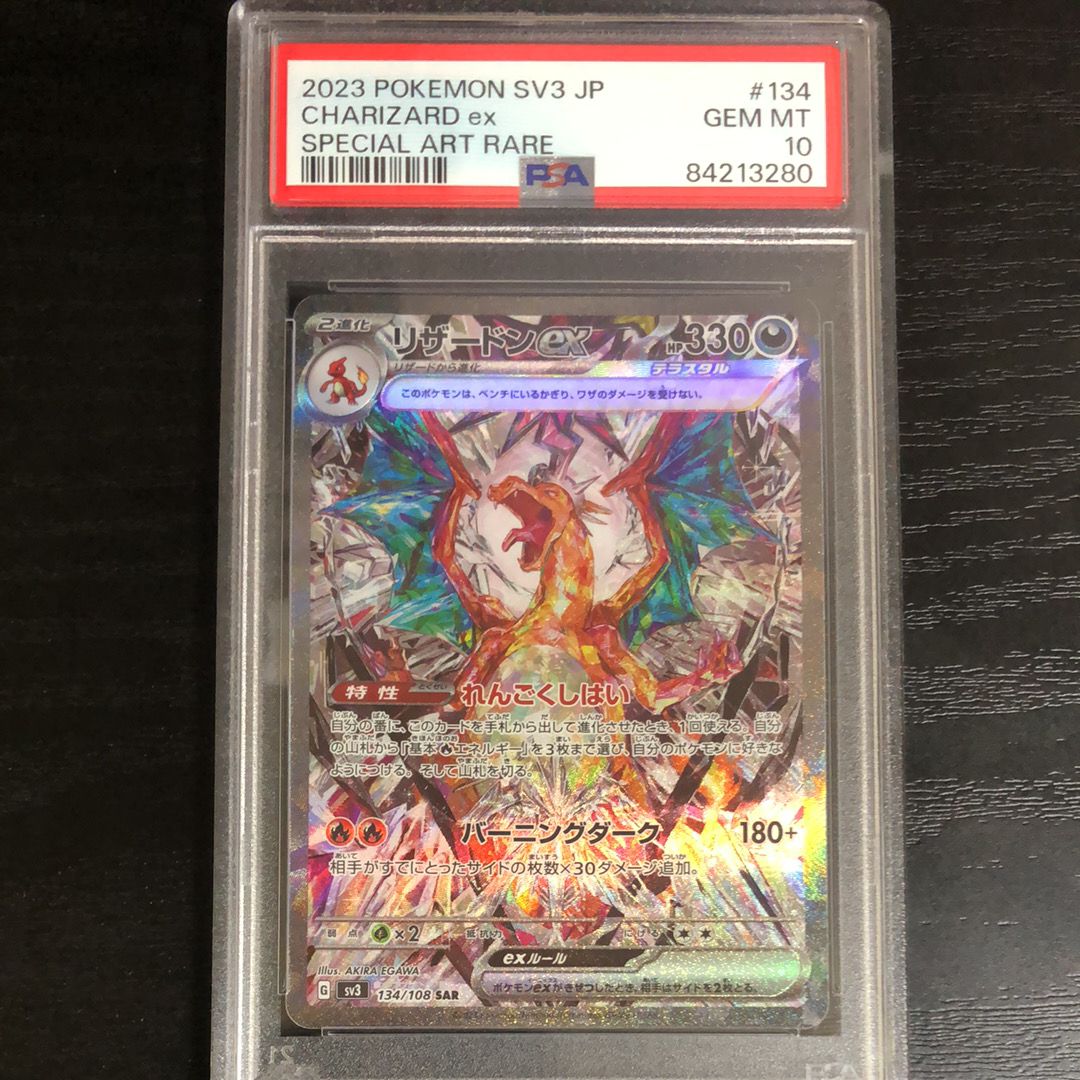 2023 POKEMON SV3 JP #134
CHARIZARD ex GEM MT
SPECIAL ART RARE 10
PSA 84213280
2進化 リザードンex HP330
リザードから進化 テラスタル
このポケモンは、ベンチにいるかぎり、ワザのダメージを受けない。
特性 とくせい れんごくしはい
自分の番に、このカードを手札から出して進化させたとき、1回使える。自分
の山札から「基本エネルギー」を3枚まで選び、自分のポケモンに好きな
ようにつける。そして山札を切る。
バーニングダーク 180+
相手がすでにとったサイドの枚数×30ダメージ追加。
弱点 ×2 抵抗力 にげる
exルール
ポケモンexがきぜつしたとき、相手はサイドを2枚とる。
Illus. AKIRA EGAWA
G sv3 134/108 SAR